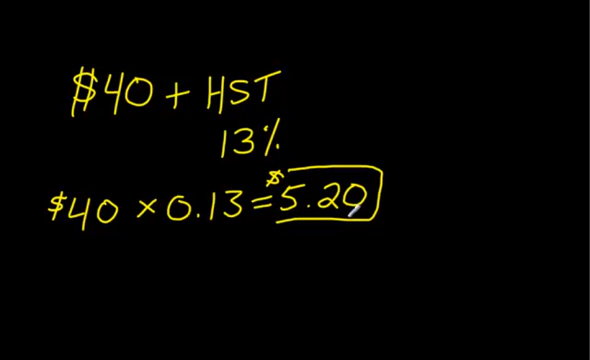 $40 + HST
13%
$40 × 0.13 = $5.20